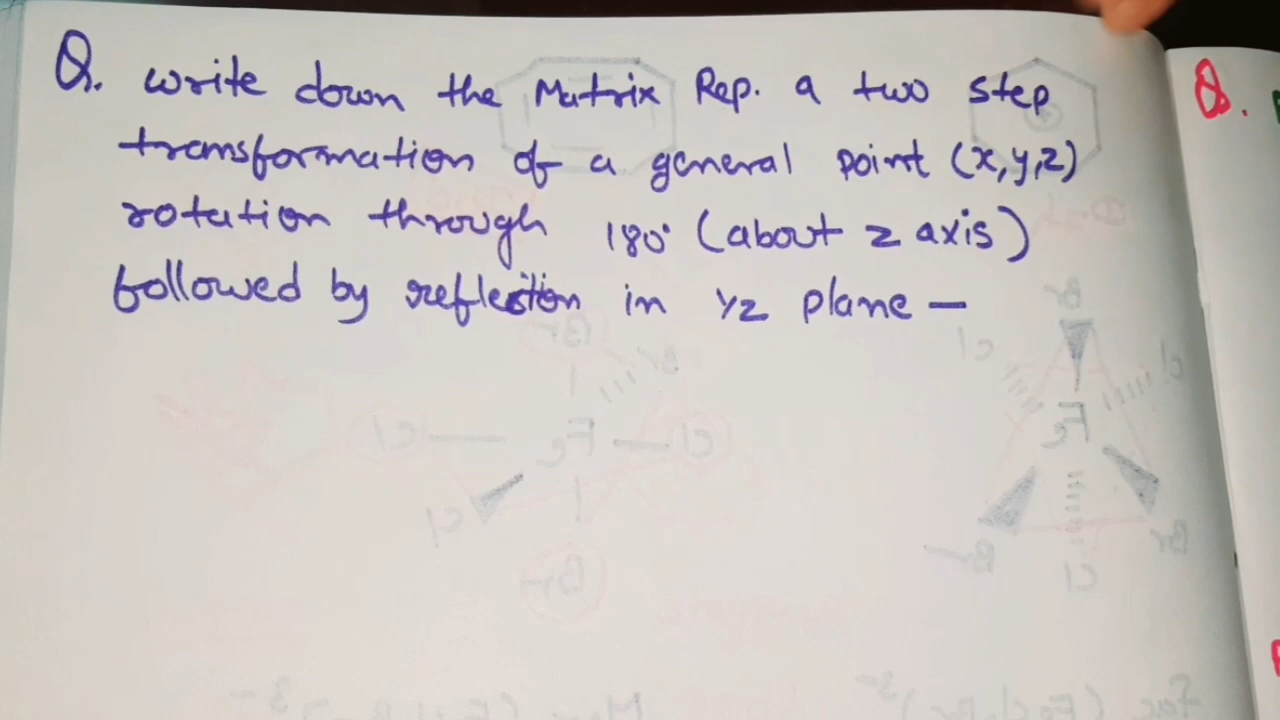 Q. write down the Matrix Rep. a two step
transformation of a general point (x,y,z)
rotation through 180° (about z axis)
followed by reflection in yz plane —
Q.